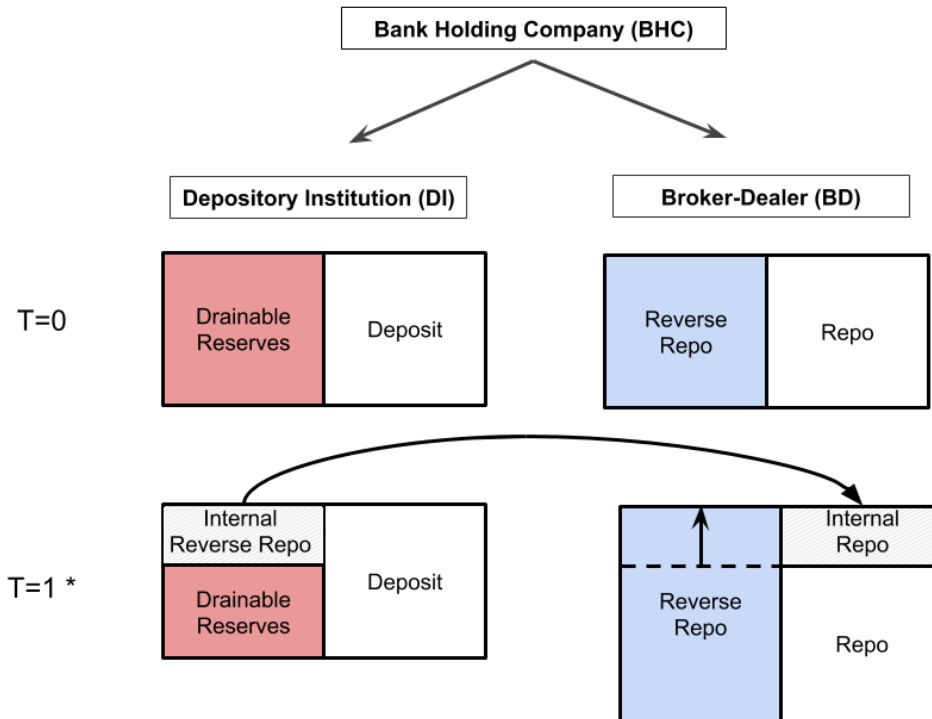 Bank Holding Company (BHC)
Depository Institution (DI)
Broker-Dealer (BD)
T=0
Drainable
Reserves
Deposit
Reverse
Repo
Repo
T=1 *
Internal
Reverse Repo
Drainable
Reserves
Deposit
Internal
Repo
Reverse
Repo
Repo